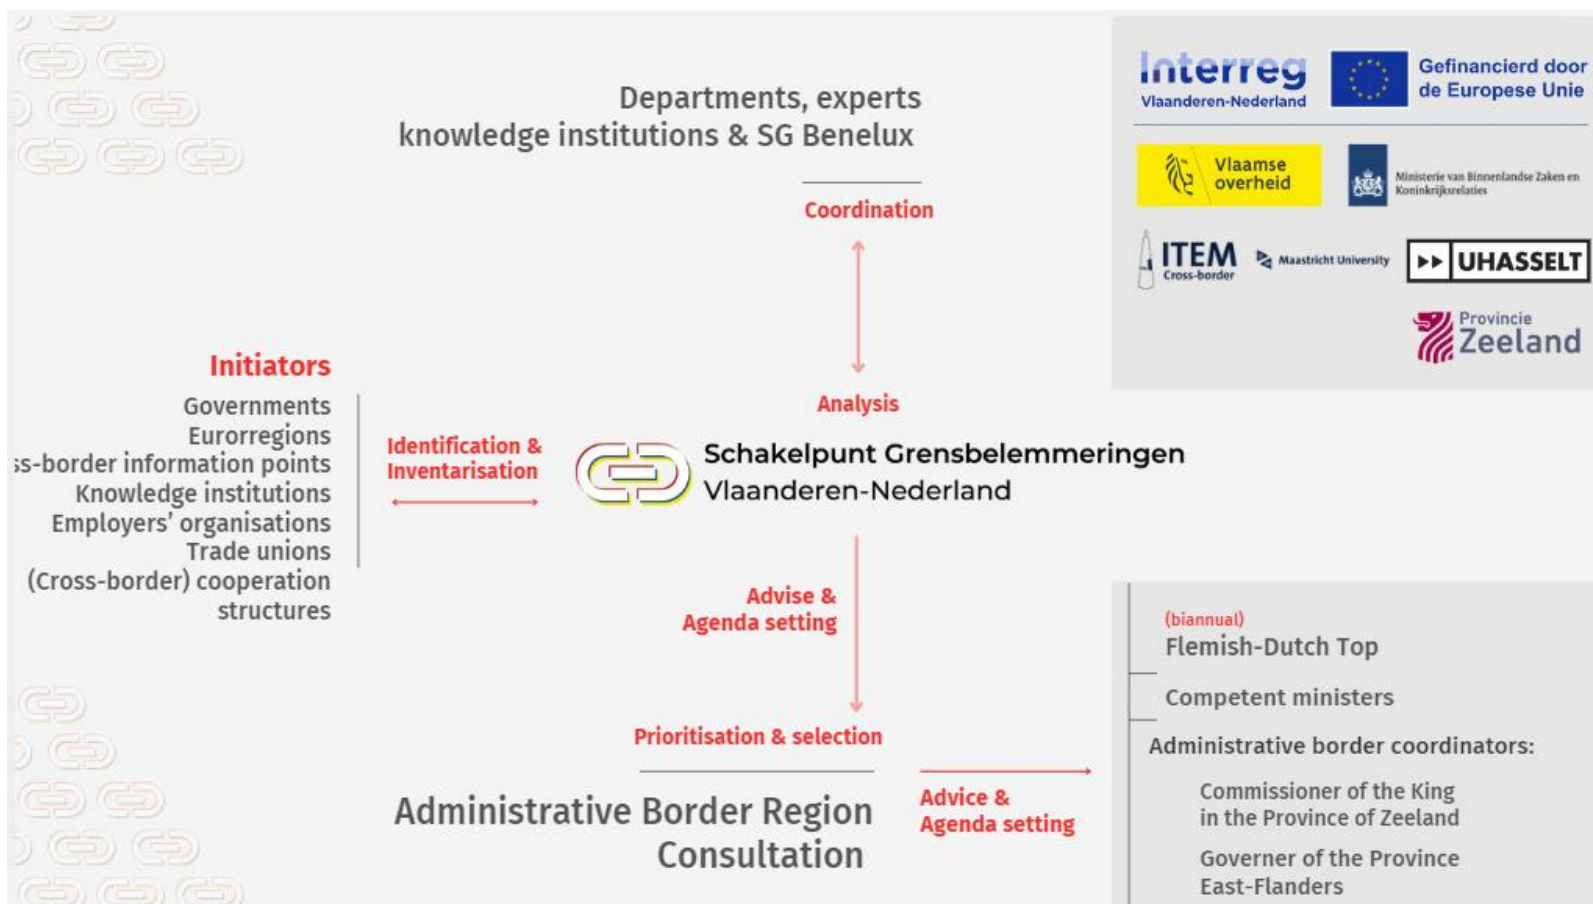 Interreg
Vlaanderen-Nederland
Gefinancierd door
de Europese Unie
Vlaamse
overheid
Ministerie van Binnenlandse Zaken en
Koninkrijksrelaties
ITEM
Cross-border
Maastricht University
UHASSELT
Provincie
Zeeland
Departments, experts
knowledge institutions & SG Benelux
Coordination
Analysis
Schakelpunt Grensbelemmeringen
Vlaanderen-Nederland
Initiators
Governments
Eurorregions
ss-border information points
Knowledge institutions
Employers' organisations
Trade unions
(Cross-border) cooperation
structures
Identification &
Inventarisation
Advise &
Agenda setting
Prioritisation & selection
Administrative Border Region
Consultation
Advice &
Agenda setting
(biannual)
Flemish-Dutch Top
Competent ministers
Administrative border coordinators:
Commissioner of the King
in the Province of Zeeland
Governer of the Province
East-Flanders